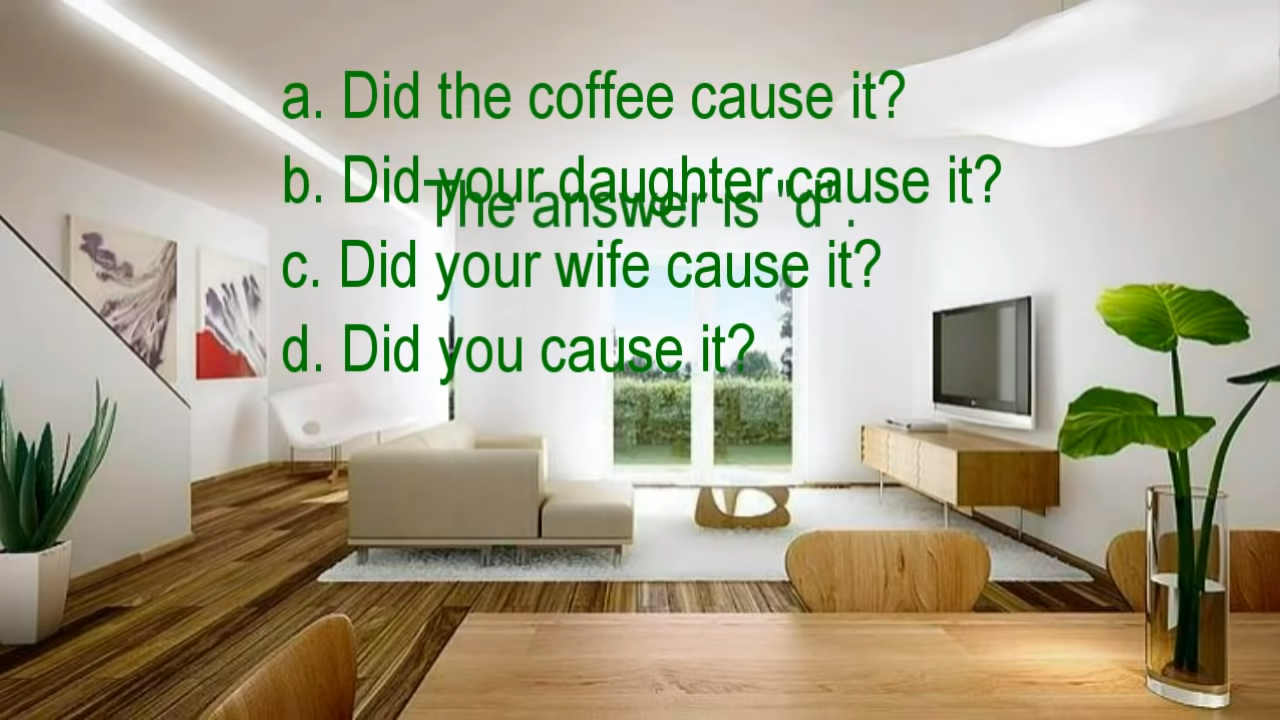 a. Did the coffee cause it?
b. Did your daughter cause it?
The answer is "d".
c. Did your wife cause it?
d. Did you cause it?